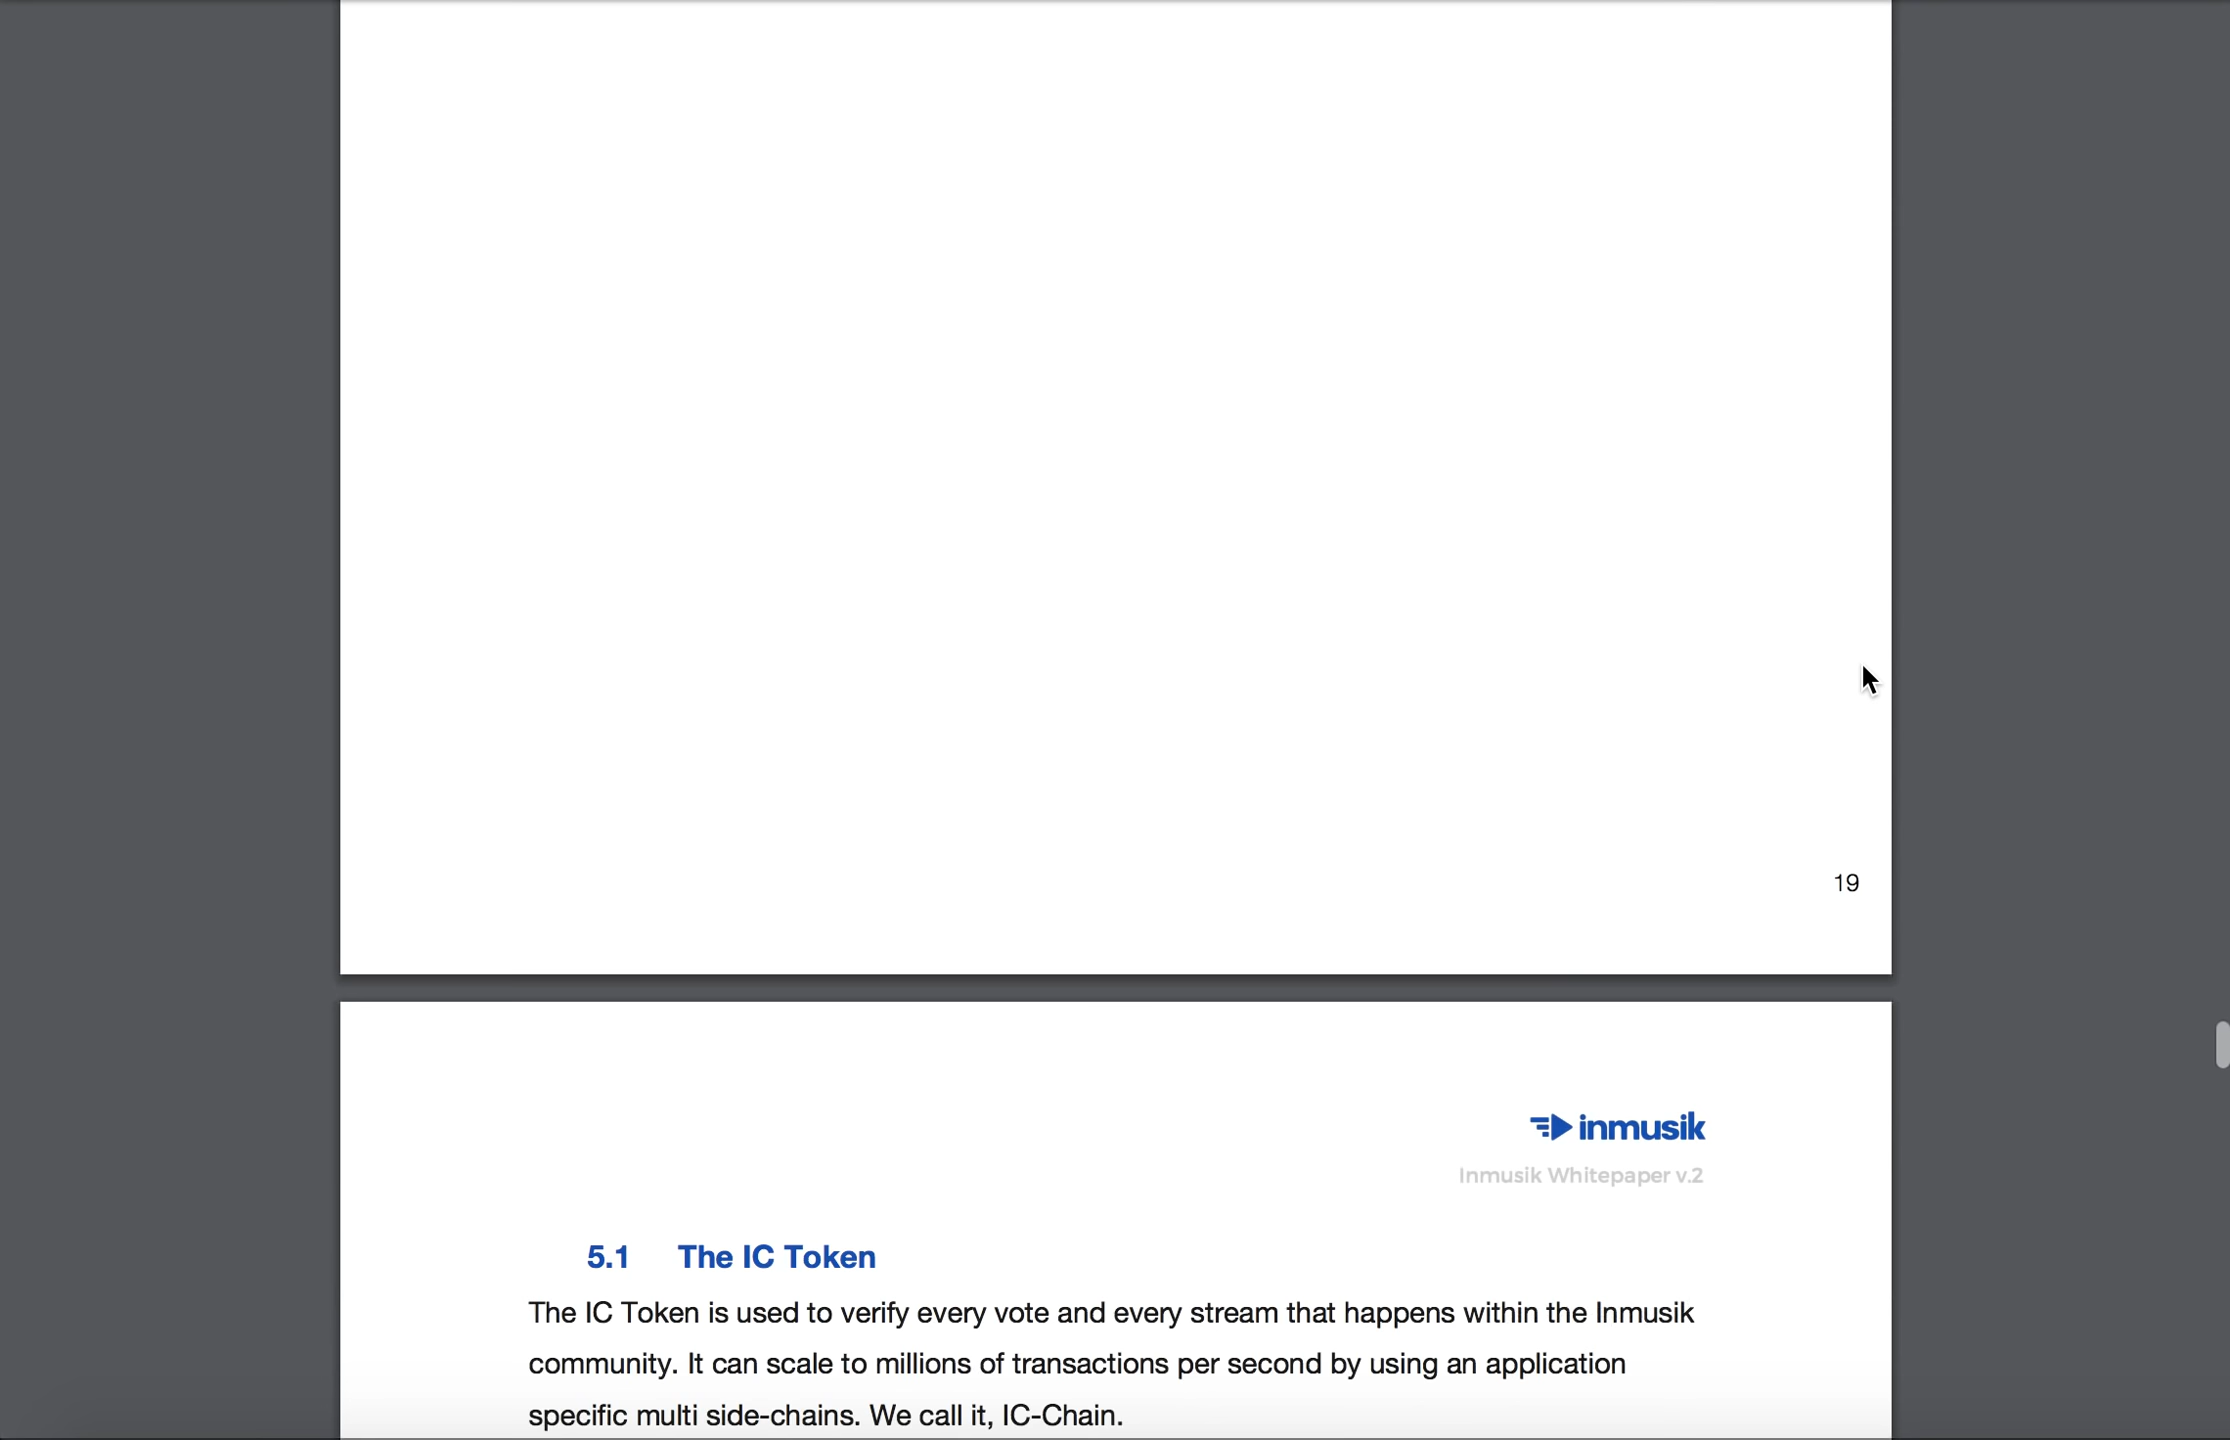 19
inmusik
Inmusik Whitepaper v.2
5.1 The IC Token
The IC Token is used to verify every vote and every stream that happens within the Inmusik
community. It can scale to millions of transactions per second by using an application
specific multi side-chains. We call it, IC-Chain.